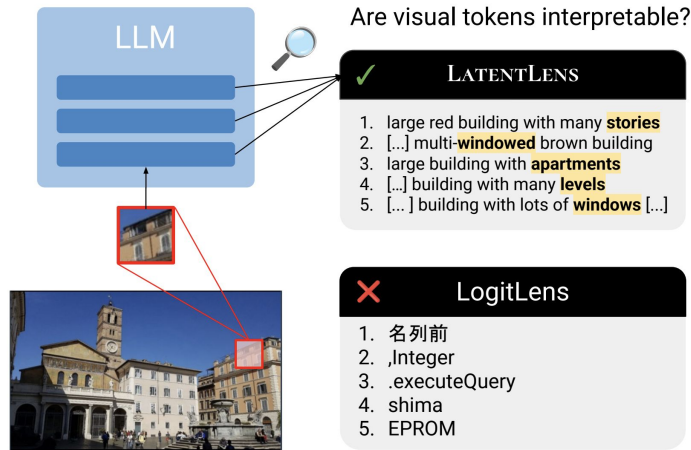 Are visual tokens interpretable?
LLM
LATENTLENS
1. large red building with many stories
2. [...] multi-windowed brown building
3. large building with apartments
4. [...] building with many levels
5. [... ] building with lots of windows [...]
LogitLens
1. 名列前
2. ,Integer
3. .executeQuery
4. shima
5. EPROM